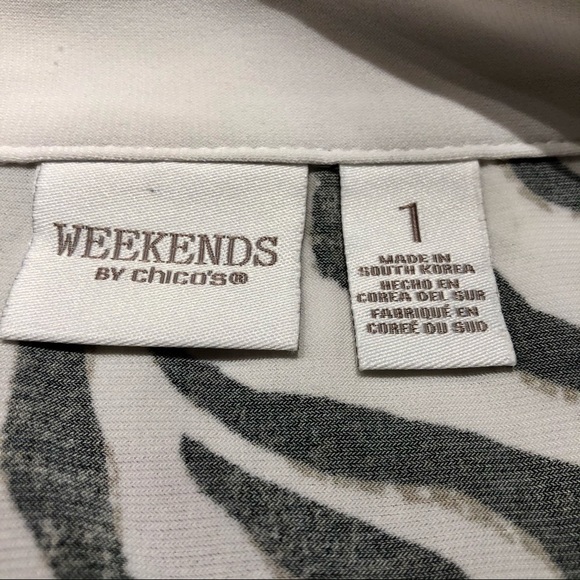 WEEKENDS
BY chico's®
1
MADE IN
SOUTH KOREA
HECHO EN
COREA DEL SUR
FABRIQUÉ EN
CORÉE DU SUD